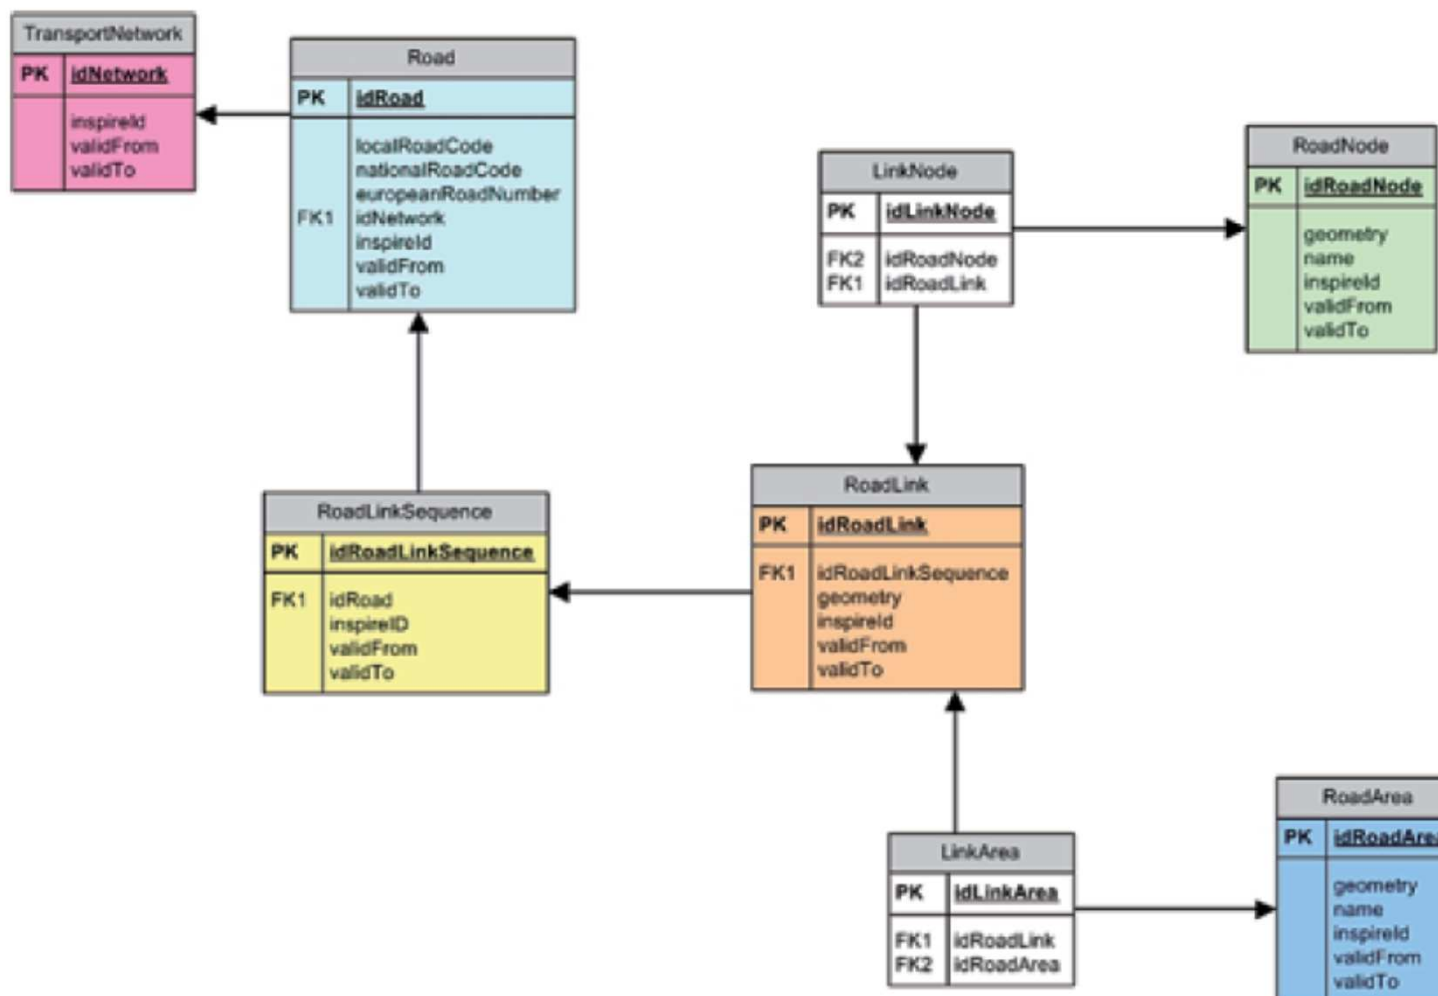 TransportNetwork
PK idNetwork
inspireId
validFrom
validTo
Road
PK idRoad
localRoadCode
nationalRoadCode
europeanRoadNumber
FK1 idNetwork
inspireId
validFrom
validTo
LinkNode
PK idLinkNode
FK2 idRoadNode
FK1 idRoadLink
RoadNode
PK idRoadNode
geometry
name
inspireId
validFrom
validTo
RoadLinkSequence
PK idRoadLinkSequence
FK1 idRoad
inspireID
validFrom
validTo
RoadLink
PK idRoadLink
FK1 idRoadLinkSequence
geometry
inspireId
validFrom
validTo
LinkArea
PK idLinkArea
FK1 idRoadLink
FK2 idRoadArea
RoadArea
PK idRoadArea
geometry
name
inspireId
validFrom
validTo